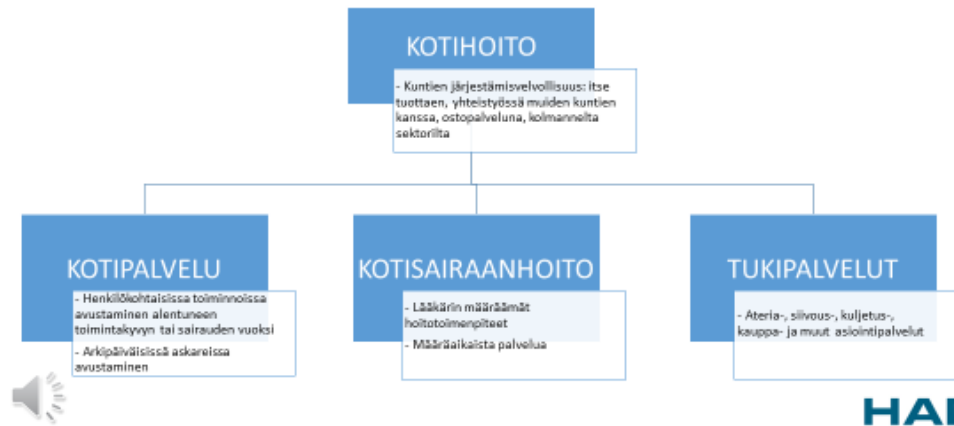 KOTIHOITO
- Kuntien järjestämisvelvollisuus: itse
tuottaen, yhteistyössä muiden kuntien
kanssa, ostopalveluna, kolmannelta
sektorilta
KOTIPALVELU
- Henkilökohtaisissa toiminnoissa
avustaminen alentuneen
toimintakyvyn tai sairauden vuoksi
- Arkipäiväisissä askareissa
avustaminen
KOTISAIRAANHOITO
- Lääkärin määräämät
hoitotoimenpiteet
- Määräaikaista palvelua
TUKIPALVELUT
- Ateria-, siivous-, kuljetus-,
kauppa- ja muut asiointipalvelut